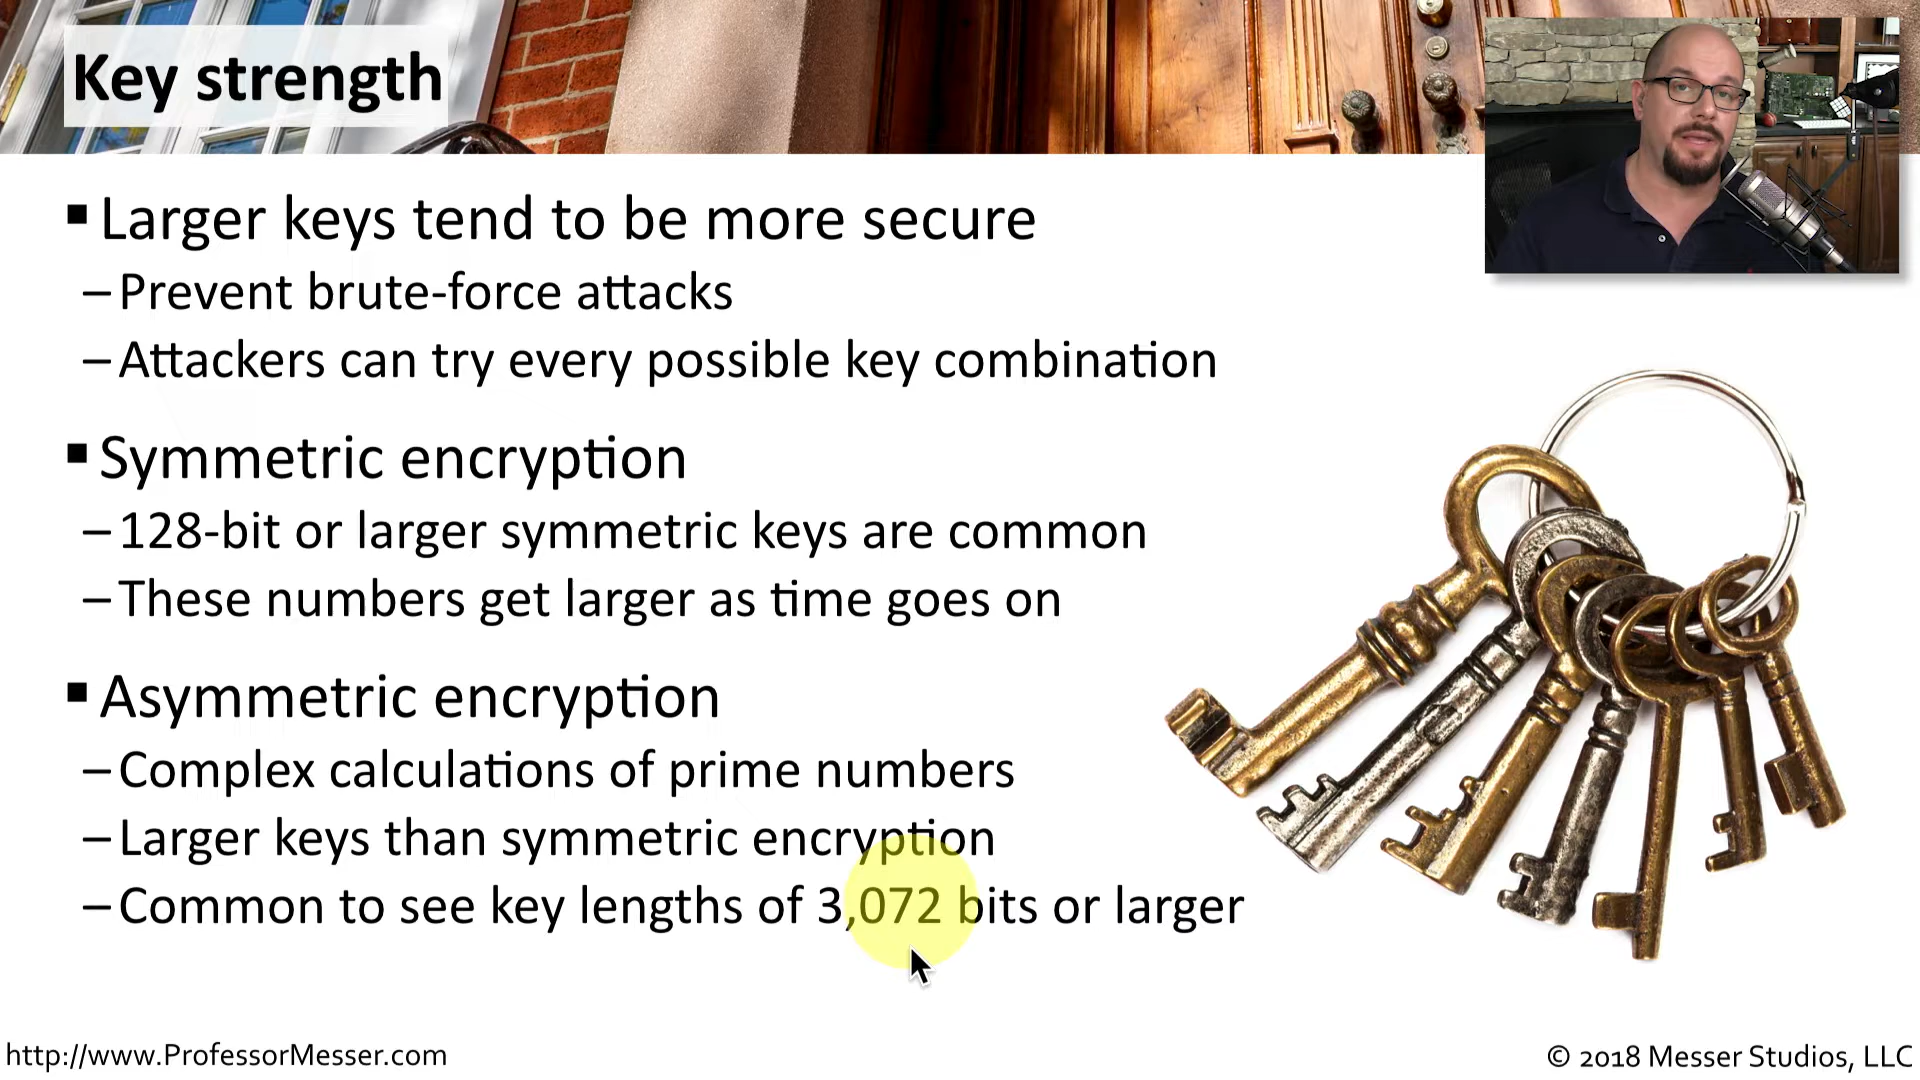 Key strength
▪ Larger keys tend to be more secure
– Prevent brute-force attacks
– Attackers can try every possible key combination
▪ Symmetric encryption
– 128-bit or larger symmetric keys are common
– These numbers get larger as time goes on
▪ Asymmetric encryption
– Complex calculations of prime numbers
– Larger keys than symmetric encryption
– Common to see key lengths of 3,072 bits or larger
http://www.ProfessorMesser.com
© 2018 Messer Studios, LLC